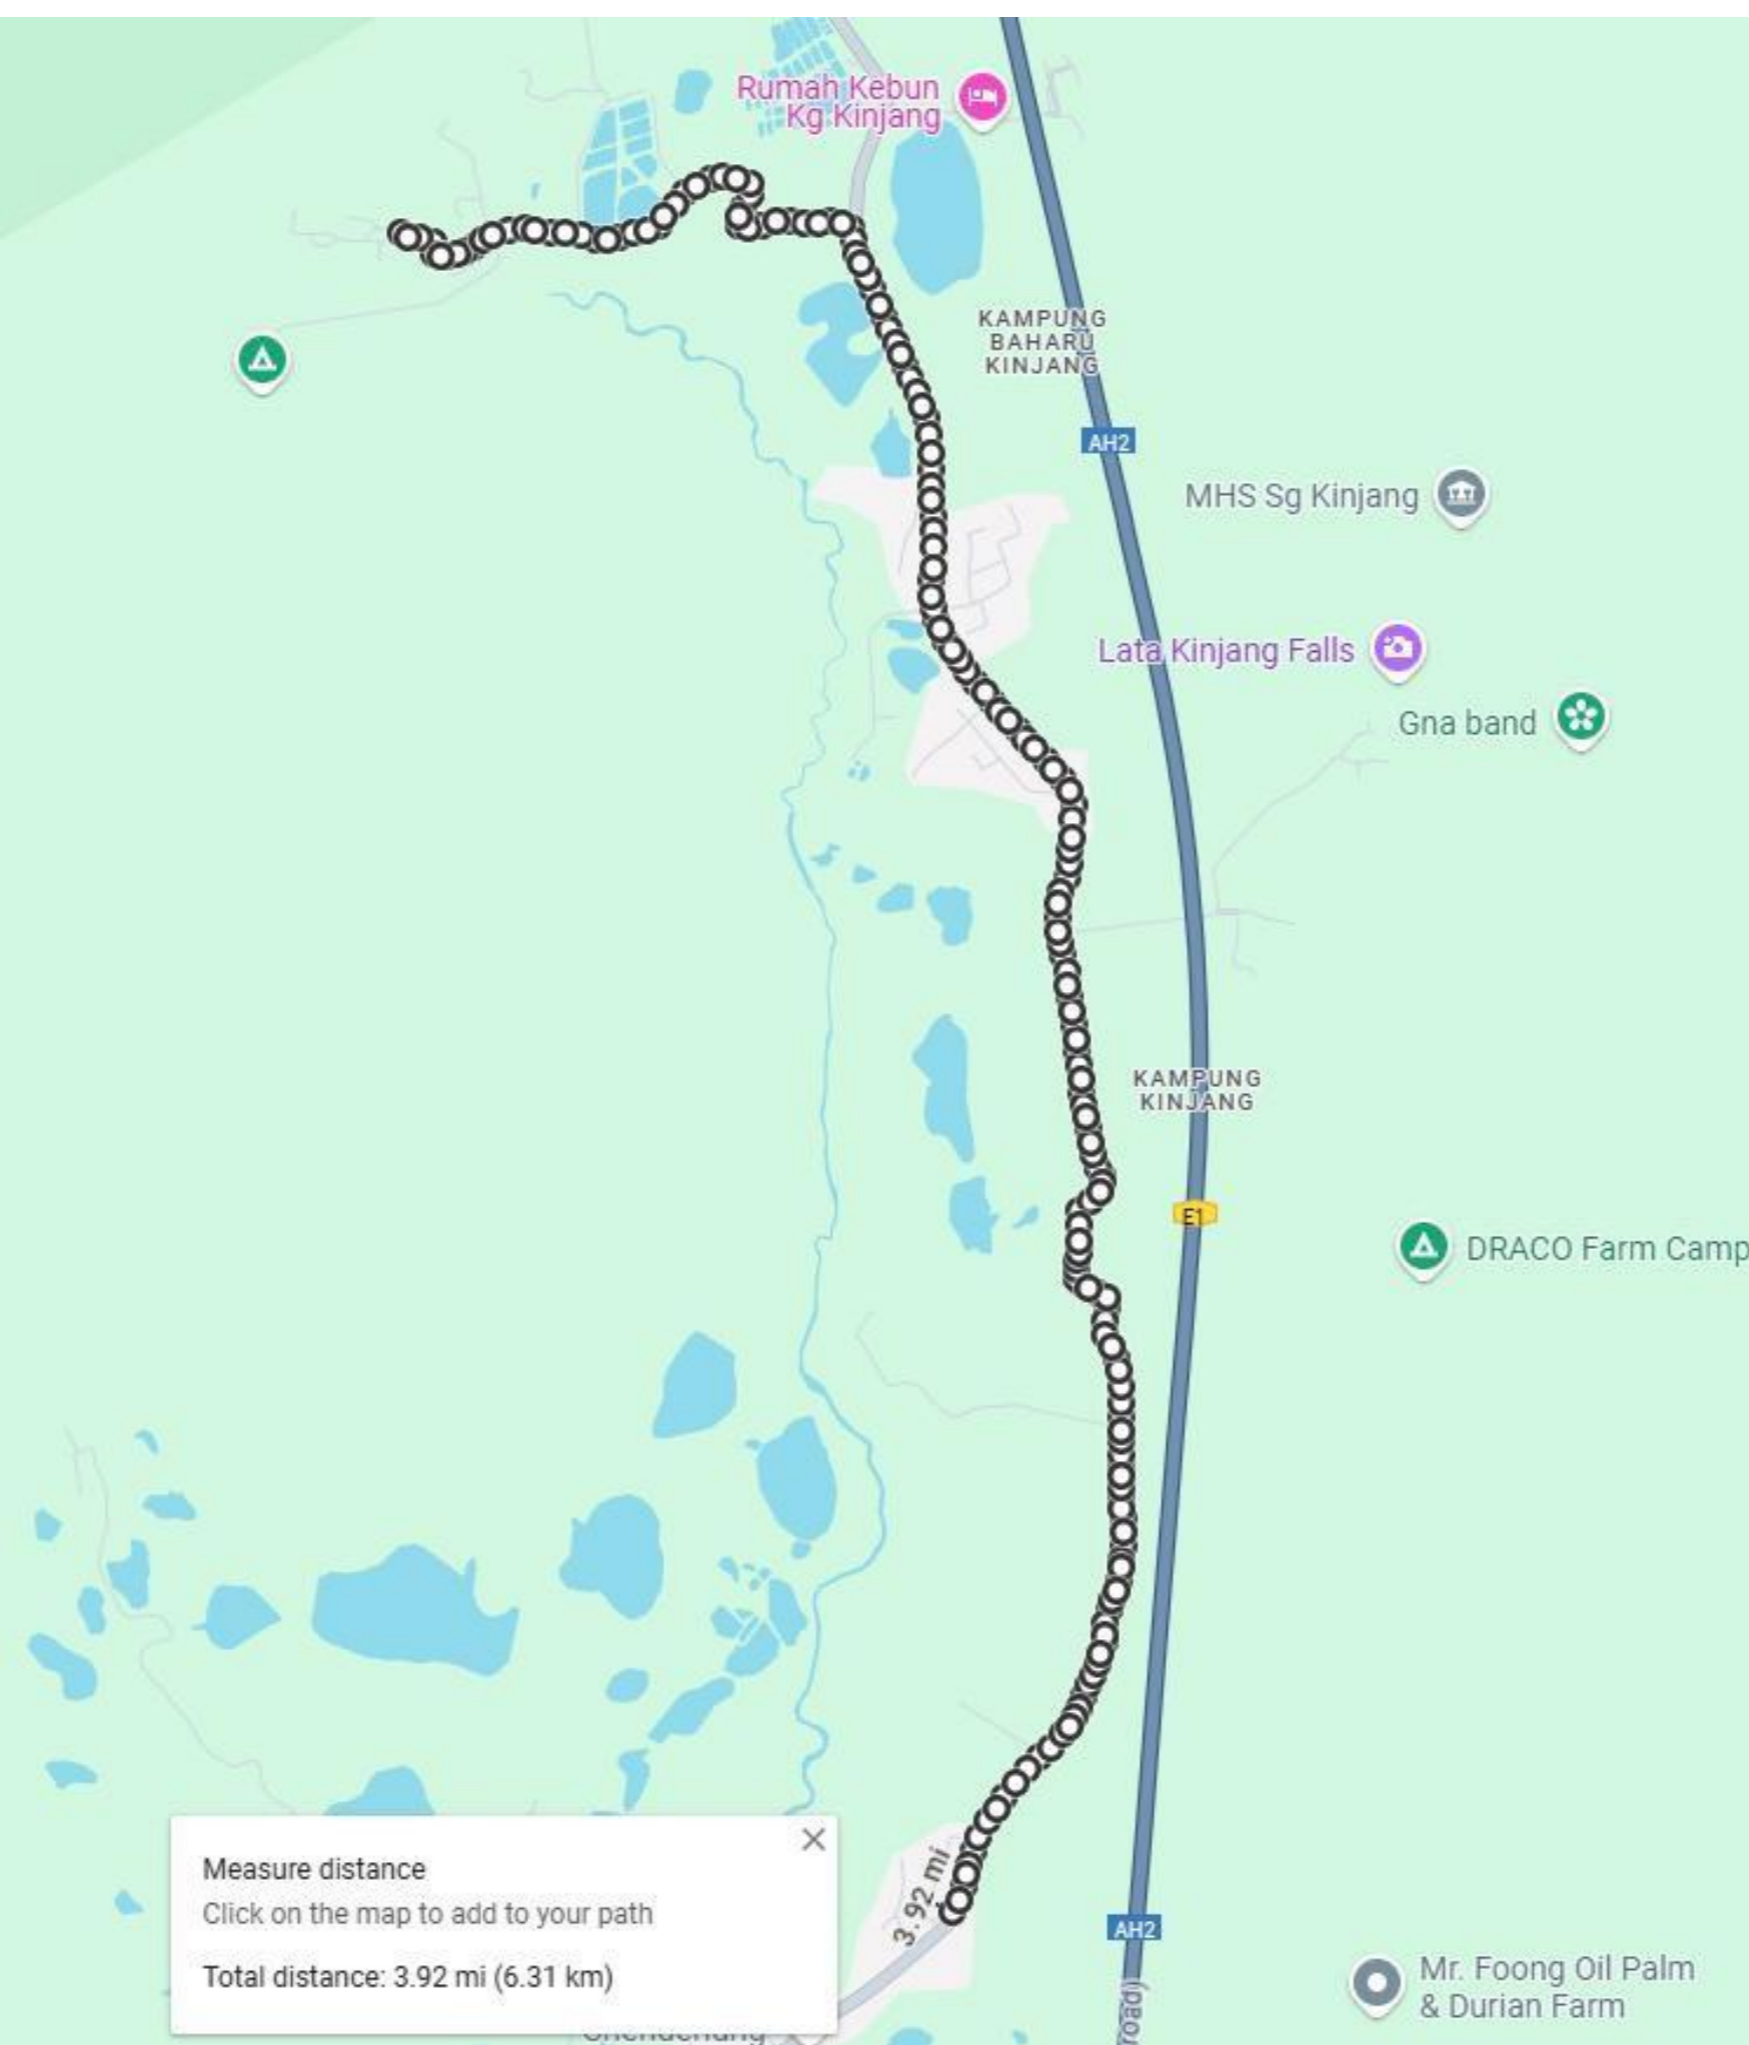 Rumah Kebun
Kg Kinjang
KAMPUNG
BAHARU
KINJANG
AH2
MHS Sg Kinjang
Lata Kinjang Falls
Gna band
KAMPUNG
KINJANG
E1
DRACO Farm Camp
3.92 mi
Measure distance
Click on the map to add to your path
Total distance: 3.92 mi (6.31 km)
AH2
Mr. Foong Oil Palm
& Durian Farm
road)